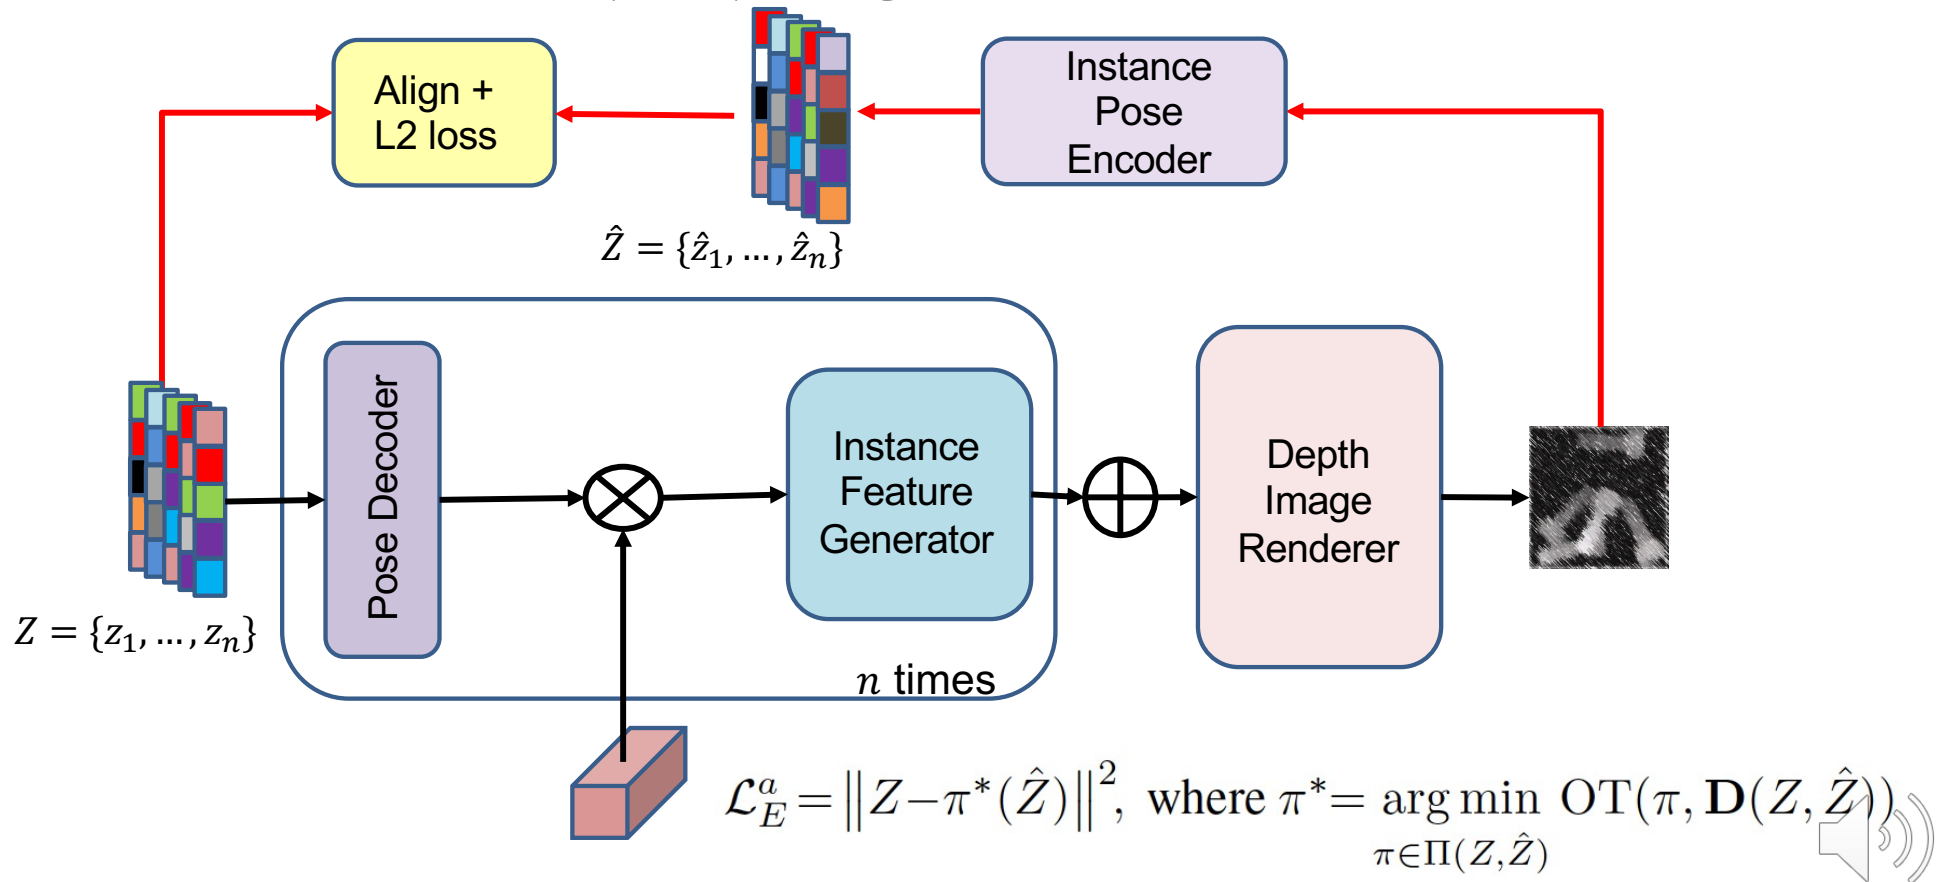 Align +
L2 loss
Instance
Pose
Encoder
Ẑ = {ẑ₁, … , ẑₙ}
Pose Decoder
Instance
Feature
Generator
Depth
Image
Renderer
Z = {z₁, … , zₙ}
n times
ℒ_E^a = ‖Z − π*(Ẑ)‖², where π* = arg min OT(π, D(Z, Ẑ))
π∈Π(Z,Ẑ)